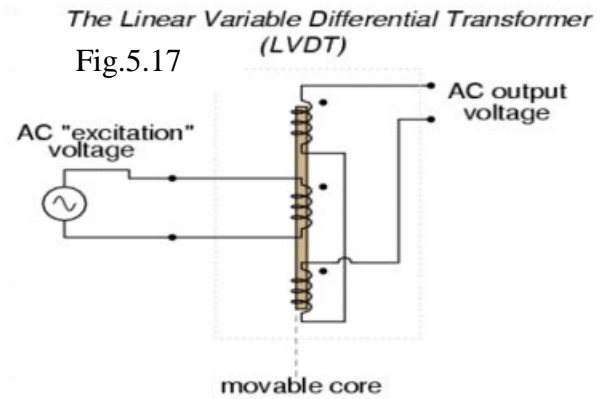 The Linear Variable Differential Transformer
(LVDT)
Fig.5.17
AC "excitation"
voltage
AC output
voltage
movable core